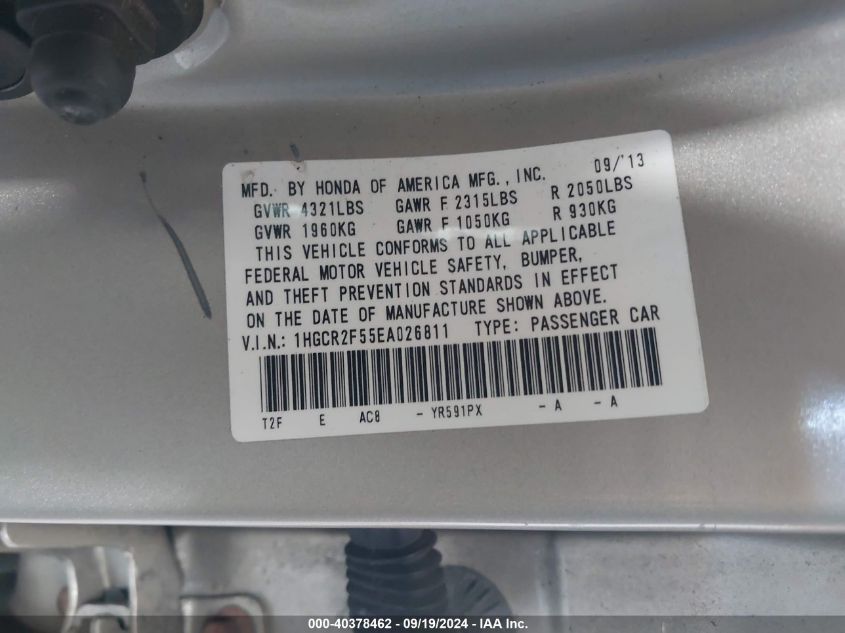 09/'13
MFD. BY HONDA OF AMERICA MFG., INC.
GVWR 4321LBS GAWR F 2315LBS R 2050LBS
GVWR 1960KG GAWR F 1050KG R 930KG
THIS VEHICLE CONFORMS TO ALL APPLICABLE
FEDERAL MOTOR VEHICLE SAFETY, BUMPER,
AND THEFT PREVENTION STANDARDS IN EFFECT
ON THE DATE OF MANUFACTURE SHOWN ABOVE.
V.I.N.: 1HGCR2F55EA026811 TYPE: PASSENGER CAR
T2F E AC8 - YR591PX - A - A
000-40378462 - 09/19/2024 - IAA Inc.